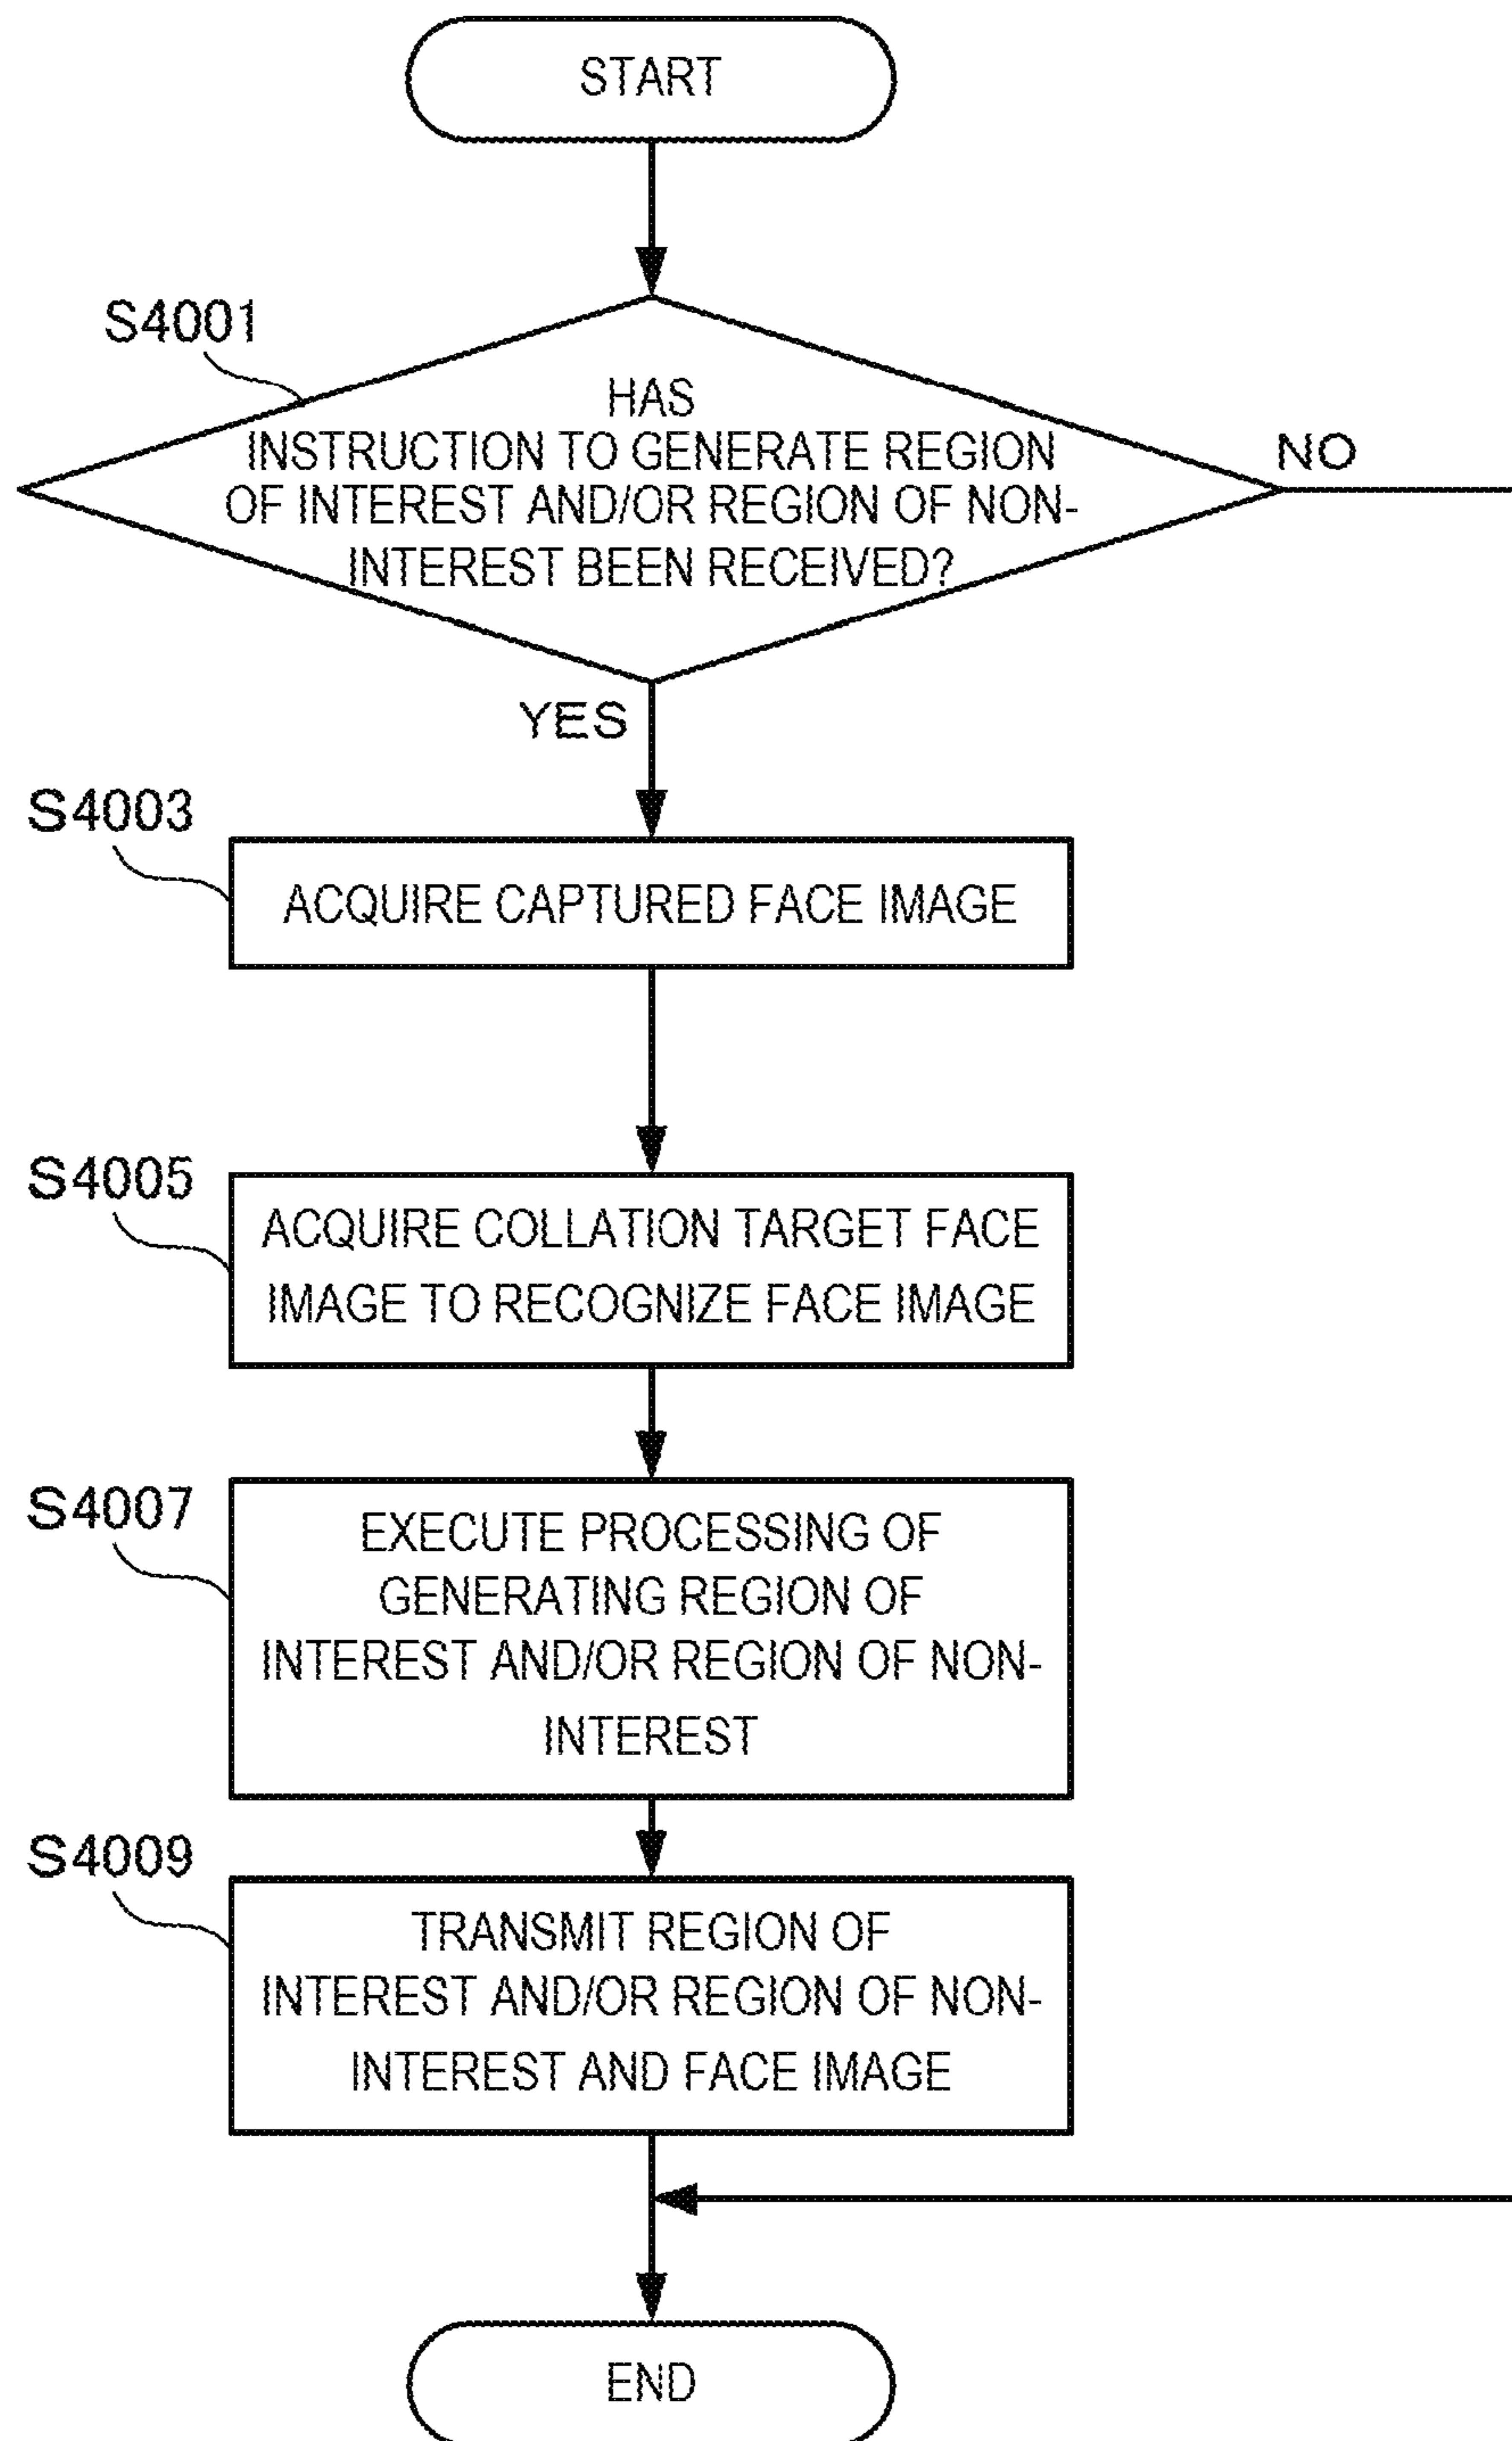 START
S4001
HAS
INSTRUCTION TO GENERATE REGION
OF INTEREST AND/OR REGION OF NON-
INTEREST BEEN RECEIVED?
NO
YES
S4003
ACQUIRE CAPTURED FACE IMAGE
S4005
ACQUIRE COLLATION TARGET FACE
IMAGE TO RECOGNIZE FACE IMAGE
S4007
EXECUTE PROCESSING OF
GENERATING REGION OF
INTEREST AND/OR REGION OF NON-
INTEREST
S4009
TRANSMIT REGION OF
INTEREST AND/OR REGION OF NON-
INTEREST AND FACE IMAGE
END